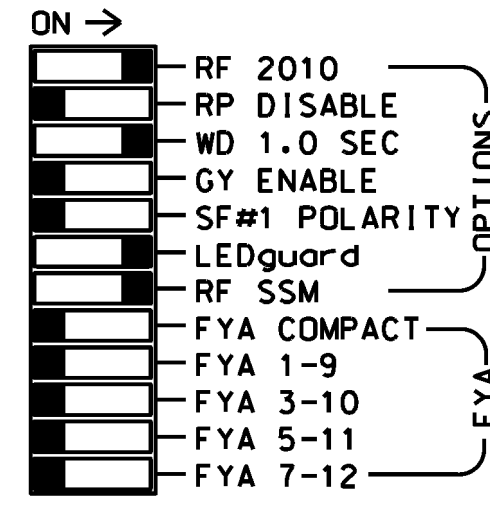 ON →
RF 2010
RP DISABLE
WD 1.0 SEC
GY ENABLE
SF#1 POLARITY
LEDguard
RF SSM
FYA COMPACT
FYA 1-9
FYA 3-10
FYA 5-11
FYA 7-12
OPTIONS
FYA